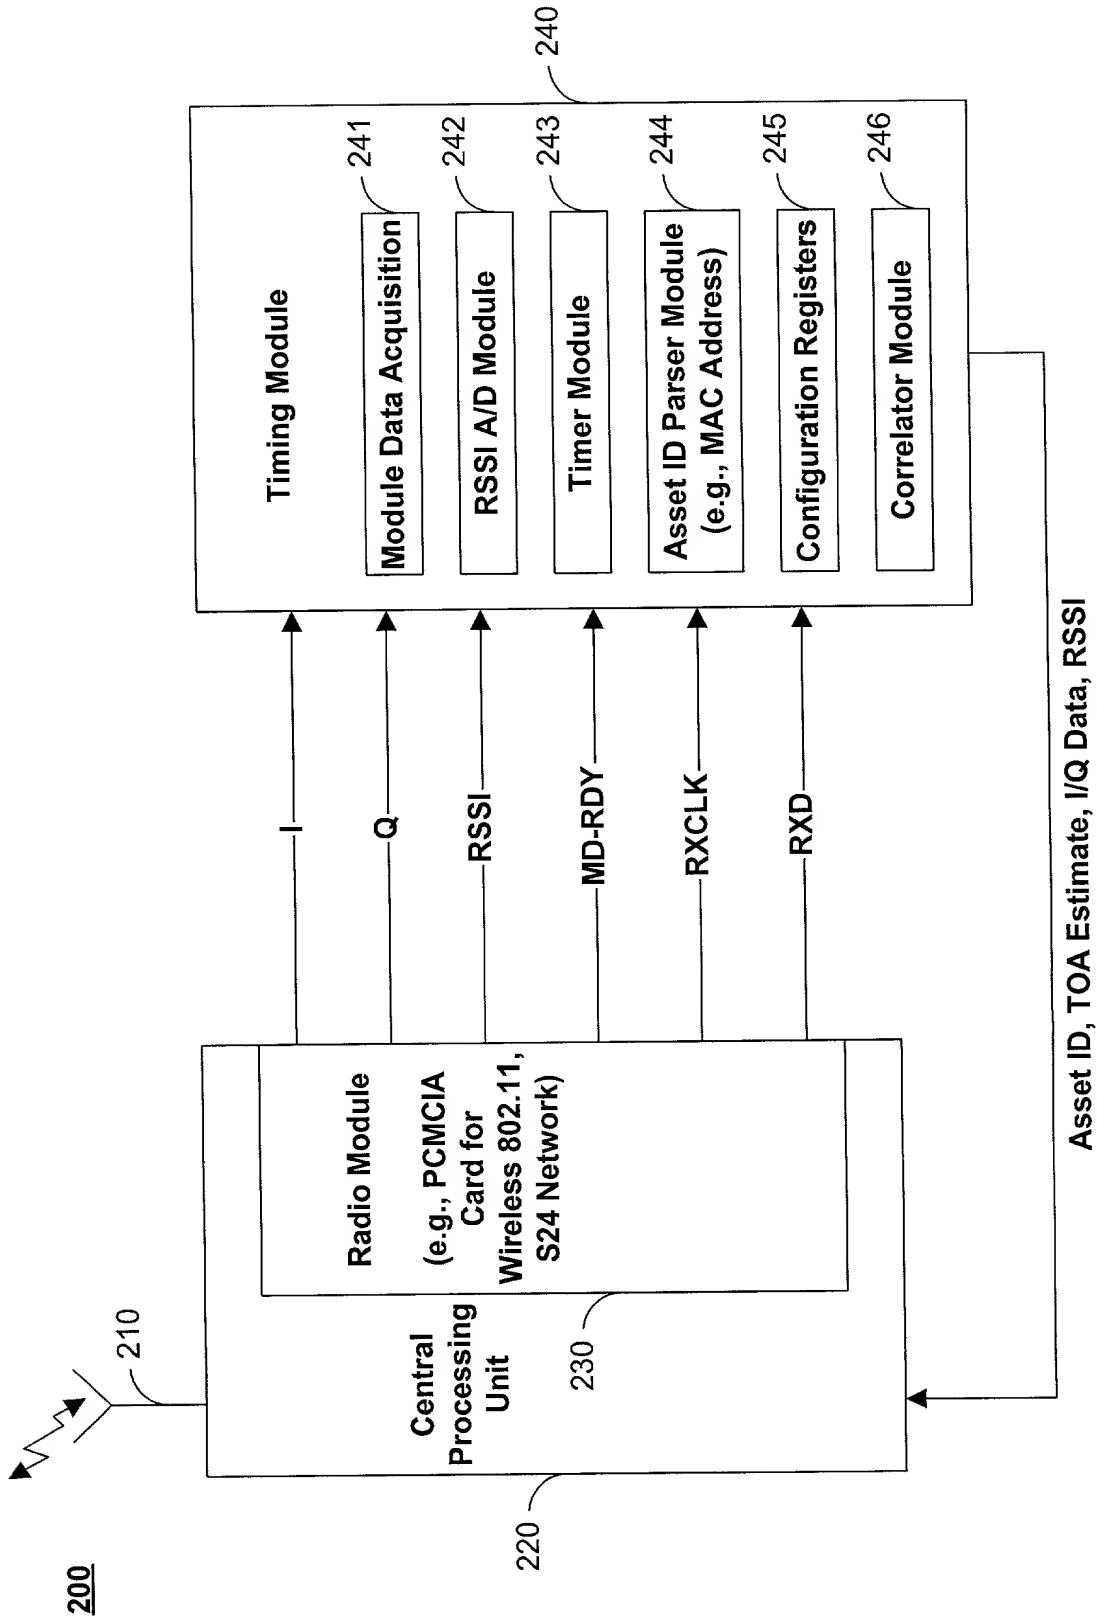 200
210
Central
Processing
Unit
220
Radio Module
(e.g., PCMCIA
Card for
Wireless 802.11,
S24 Network)
230
I
Q
RSSI
MD-RDY
RXCLK
RXD
Timing Module
240
Module Data Acquisition
241
RSSI A/D Module
242
Timer Module
243
Asset ID Parser Module
(e.g., MAC Address)
244
Configuration Registers
245
Correlator Module
246
Asset ID, TOA Estimate, I/Q Data, RSSI